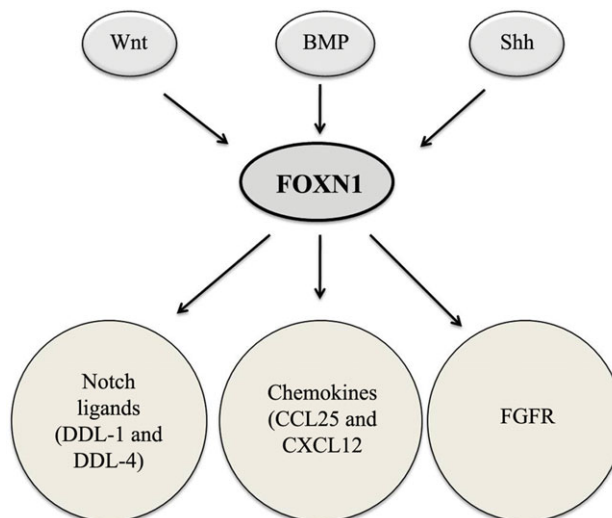 Wnt
BMP
Shh
FOXN1
Notch
ligands
(DDL-1 and
DDL-4)
Chemokines
(CCL25 and
CXCL12
FGFR